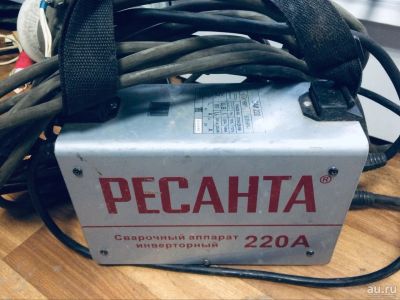 РЕСАНТА®
Сварочный аппарат
инверторный 220А
au.ru